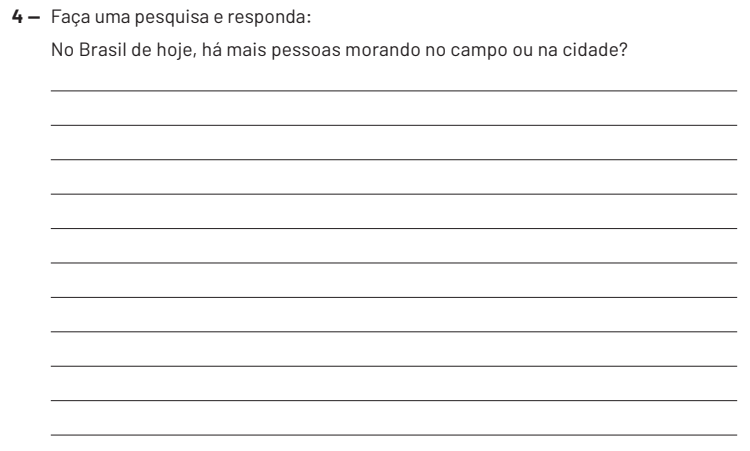 4 – Faça uma pesquisa e responda:
No Brasil de hoje, há mais pessoas morando no campo ou na cidade?